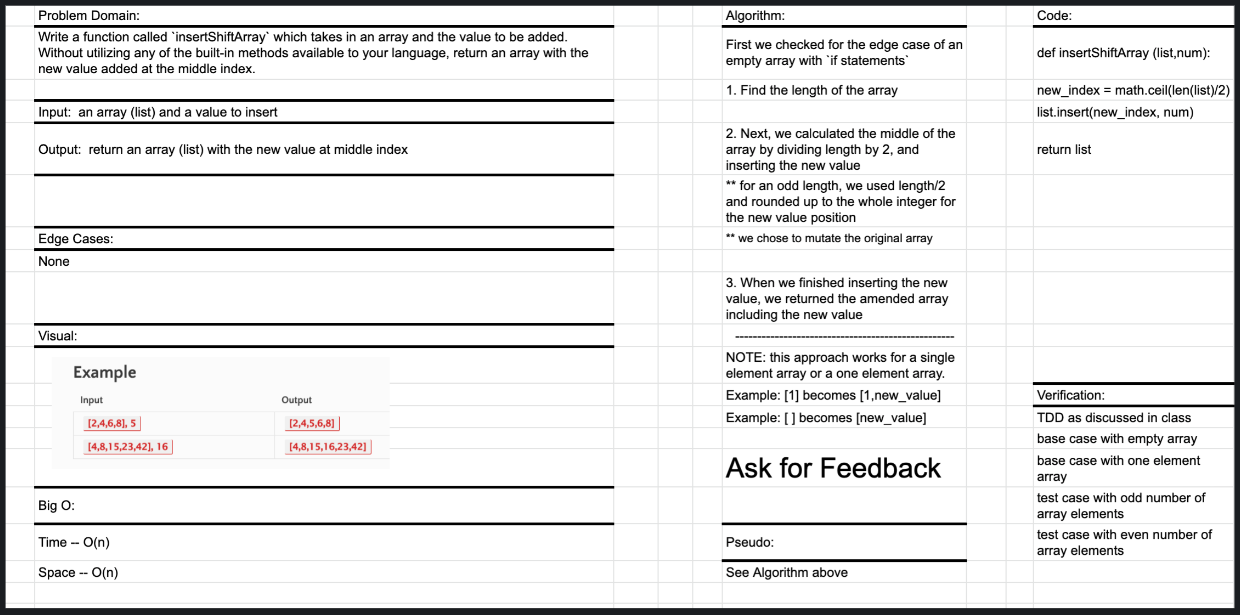 Problem Domain:
Write a function called `insertShiftArray` which takes in an array and the value to be added.
Without utilizing any of the built-in methods available to your language, return an array with the
new value added at the middle index.
Input:  an array (list) and a value to insert
Output:  return an array (list) with the new value at middle index
Edge Cases:
None
Visual:
Example
Input Output
[2,4,6,8], 5 [2,4,5,6,8]
[4,8,15,23,42], 16 [4,8,15,16,23,42]
Big O:
Time -- O(n)
Space -- O(n)
Algorithm:
First we checked for the edge case of an
empty array with `if statements`
1. Find the length of the array
2. Next, we calculated the middle of the
array by dividing length by 2, and
inserting the new value
** for an odd length, we used length/2
and rounded up to the whole integer for
the new value position
** we chose to mutate the original array
3. When we finished inserting the new
value, we returned the amended array
including the new value
--------------------------------------------------
NOTE: this approach works for a single
element array or a one element array.
Example: [1] becomes [1,new_value]
Example: [ ] becomes [new_value]
Ask for Feedback
Pseudo:
See Algorithm above
Code:
def insertShiftArray (list,num):
new_index = math.ceil(len(list)/2)
list.insert(new_index, num)
return list
Verification:
TDD as discussed in class
base case with empty array
base case with one element
array
test case with odd number of
array elements
test case with even number of
array elements